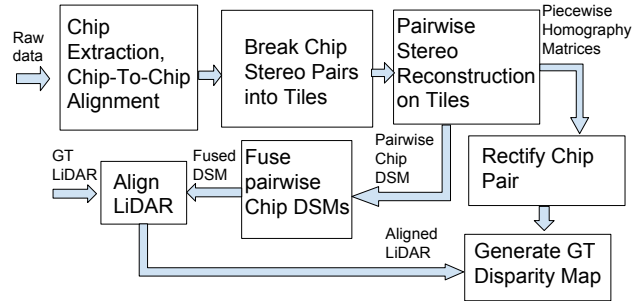 Raw
data
Chip
Extraction,
Chip-To-Chip
Alignment
Break Chip
Stereo Pairs
into Tiles
Pairwise
Stereo
Reconstruction
on Tiles
Piecewise
Homography
Matrices
GT
LiDAR
Align
LiDAR
Fused
DSM
Fuse
pairwise
Chip DSMs
Pairwise
Chip
DSM
Rectify Chip
Pair
Aligned
LiDAR
Generate GT
Disparity Map